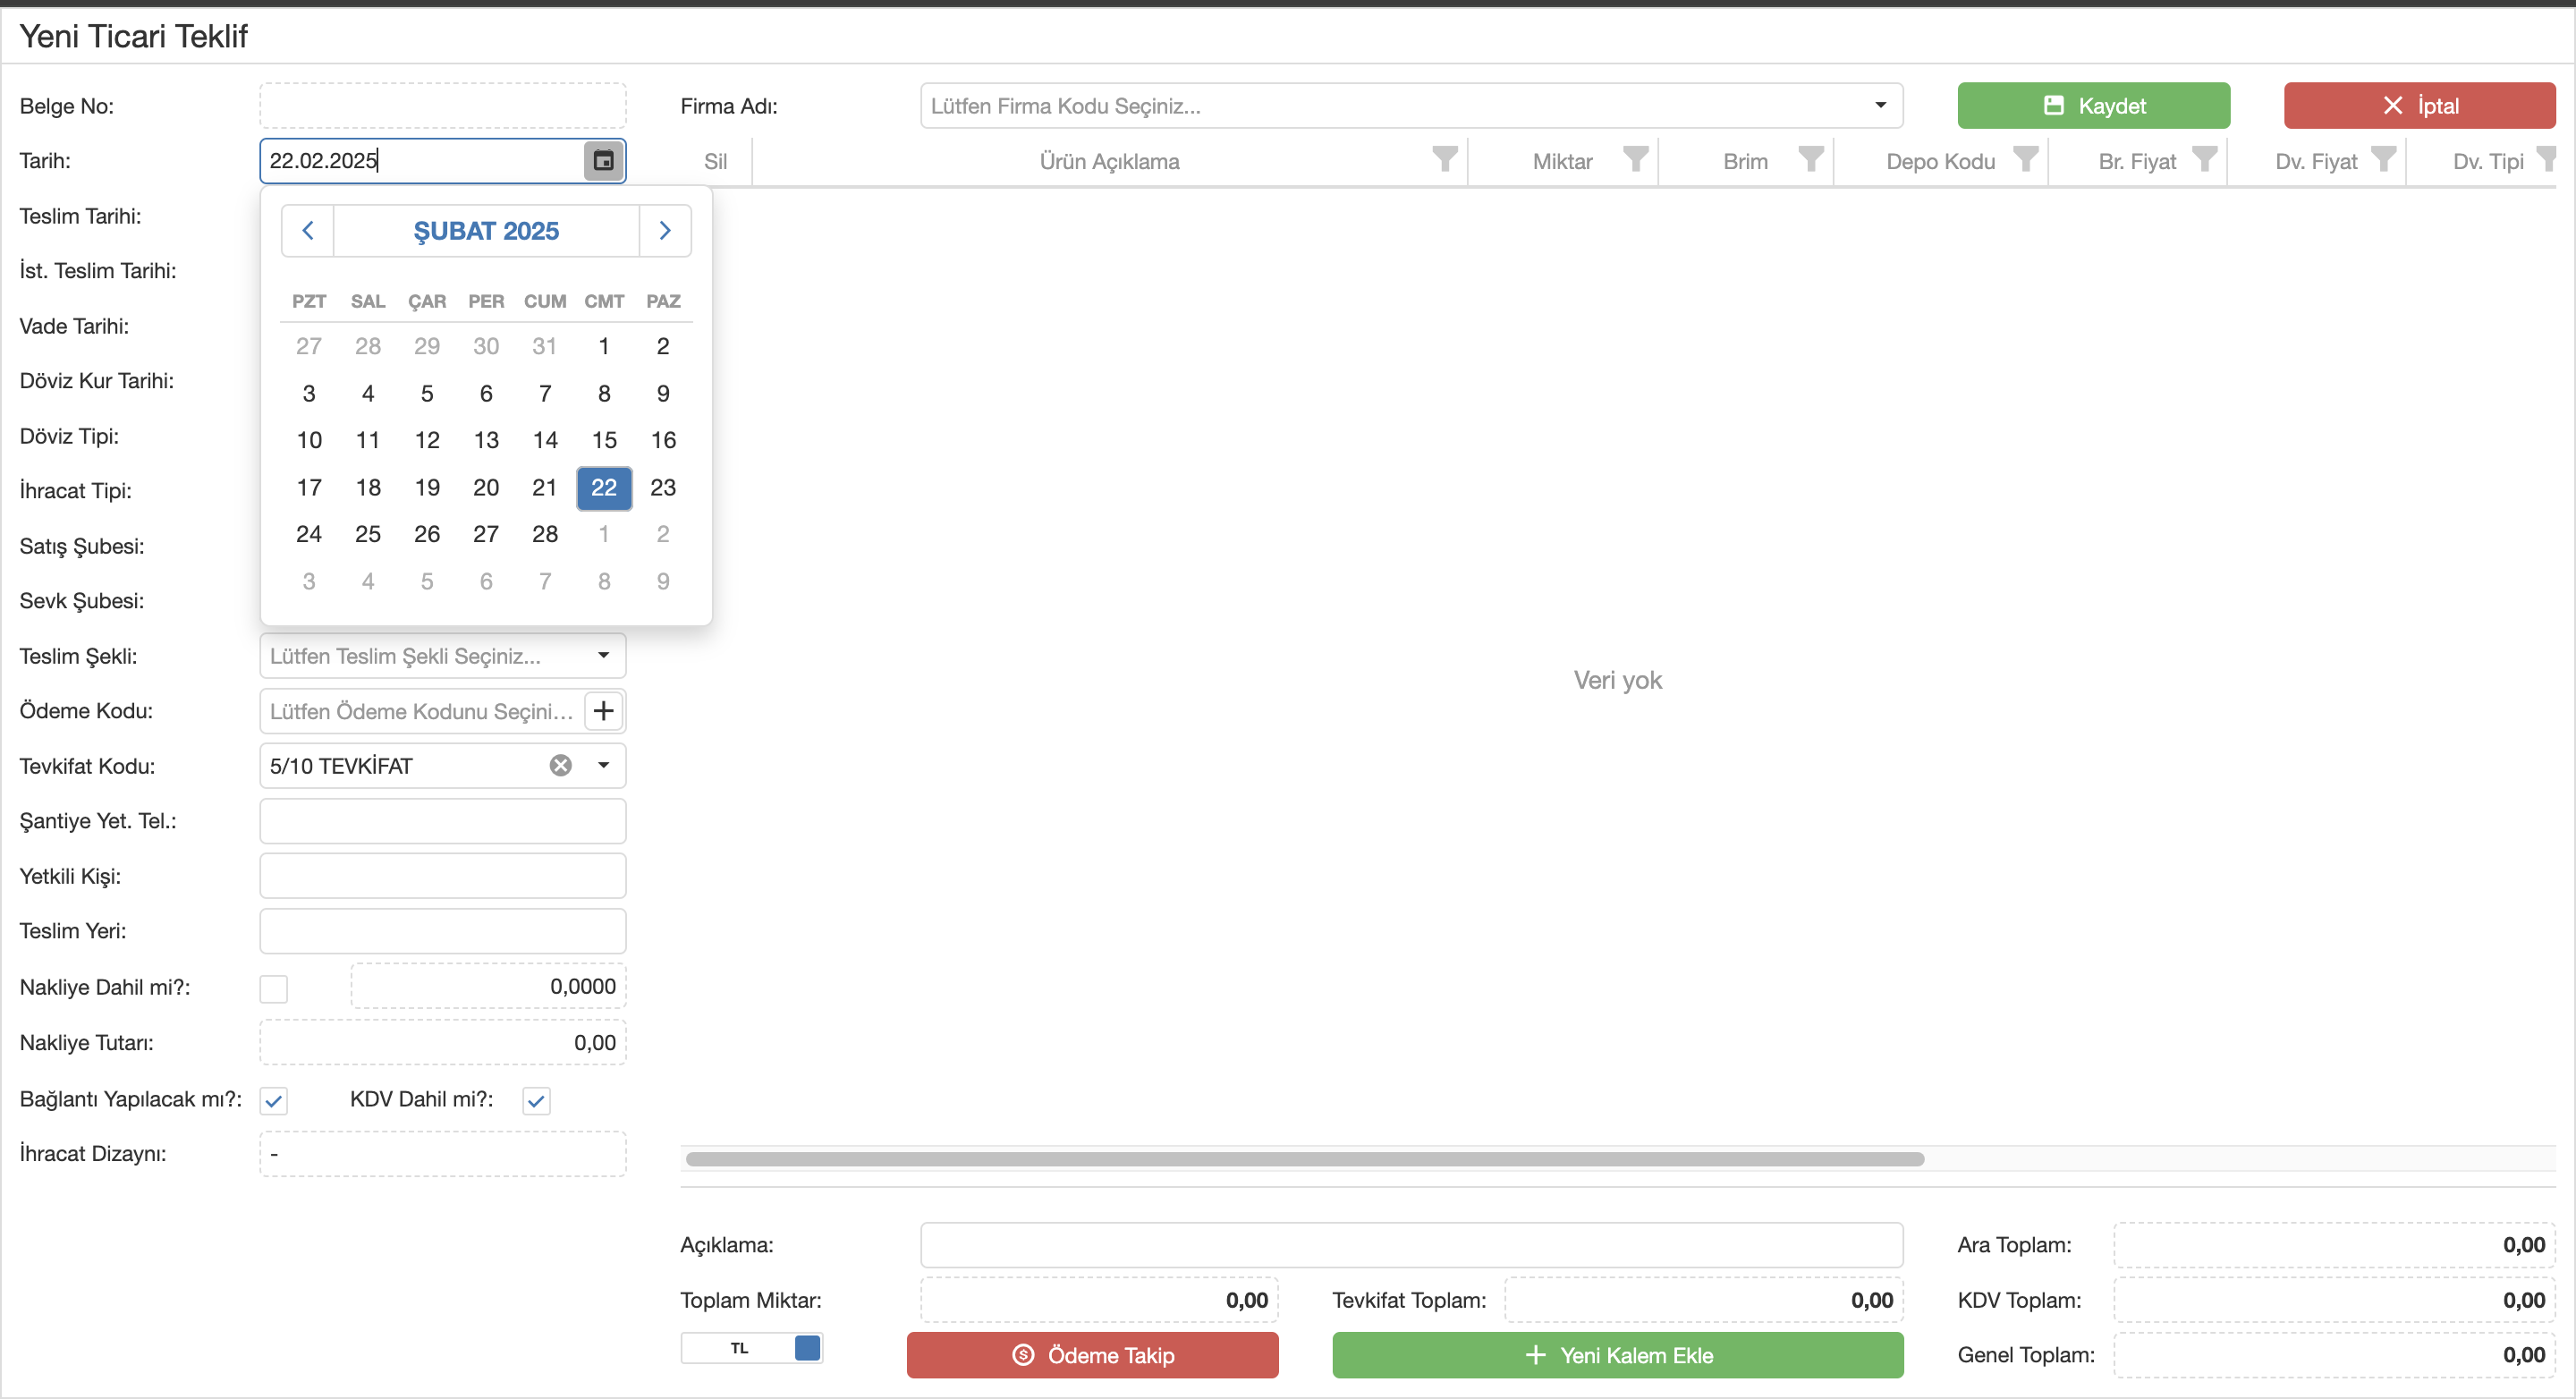 Yeni Ticari Teklif
Belge No:
Firma Adı: Lütfen Firma Kodu Seçiniz...
Kaydet
İptal
Tarih: 22.02.2025
Sil Ürün Açıklama Miktar Brim Depo Kodu Br. Fiyat Dv. Fiyat Dv. Tipi
ŞUBAT 2025
PZT SAL ÇAR PER CUM CMT PAZ
27 28 29 30 31 1 2
3 4 5 6 7 8 9
10 11 12 13 14 15 16
17 18 19 20 21 22 23
24 25 26 27 28 1 2
3 4 5 6 7 8 9
Teslim Tarihi:
İst. Teslim Tarihi:
Vade Tarihi:
Döviz Kur Tarihi:
Döviz Tipi:
İhracat Tipi:
Satış Şubesi:
Sevk Şubesi:
Teslim Şekli: Lütfen Teslim Şekli Seçiniz...
Ödeme Kodu: Lütfen Ödeme Kodunu Seçini...
Tevkifat Kodu: 5/10 TEVKİFAT
Şantiye Yet. Tel.:
Yetkili Kişi:
Teslim Yeri:
Nakliye Dahil mi?: 0,0000
Nakliye Tutarı: 0,00
Bağlantı Yapılacak mı?: KDV Dahil mi?:
İhracat Dizaynı: -
Veri yok
Açıklama:
Ara Toplam: 0,00
Toplam Miktar: 0,00
Tevkifat Toplam: 0,00
KDV Toplam: 0,00
TL
Ödeme Takip
Yeni Kalem Ekle
Genel Toplam: 0,00